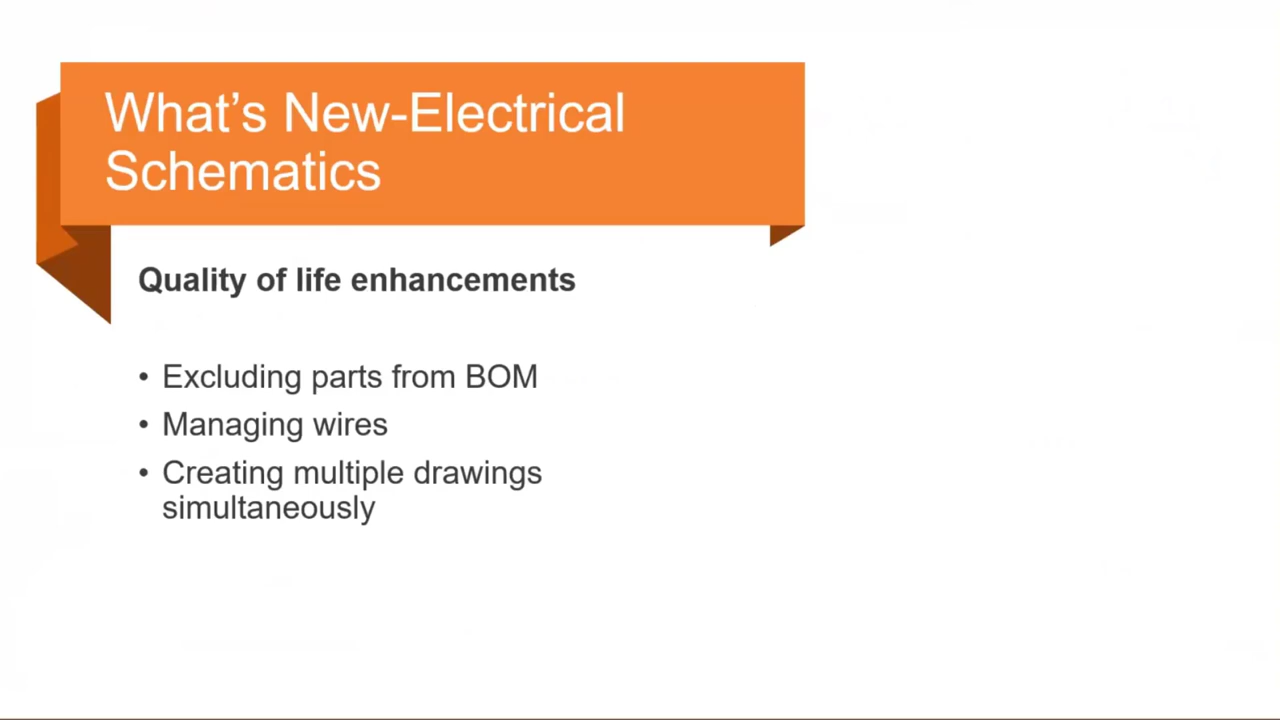 What’s New-Electrical
Schematics
Quality of life enhancements
• Excluding parts from BOM
• Managing wires
• Creating multiple drawings
simultaneously